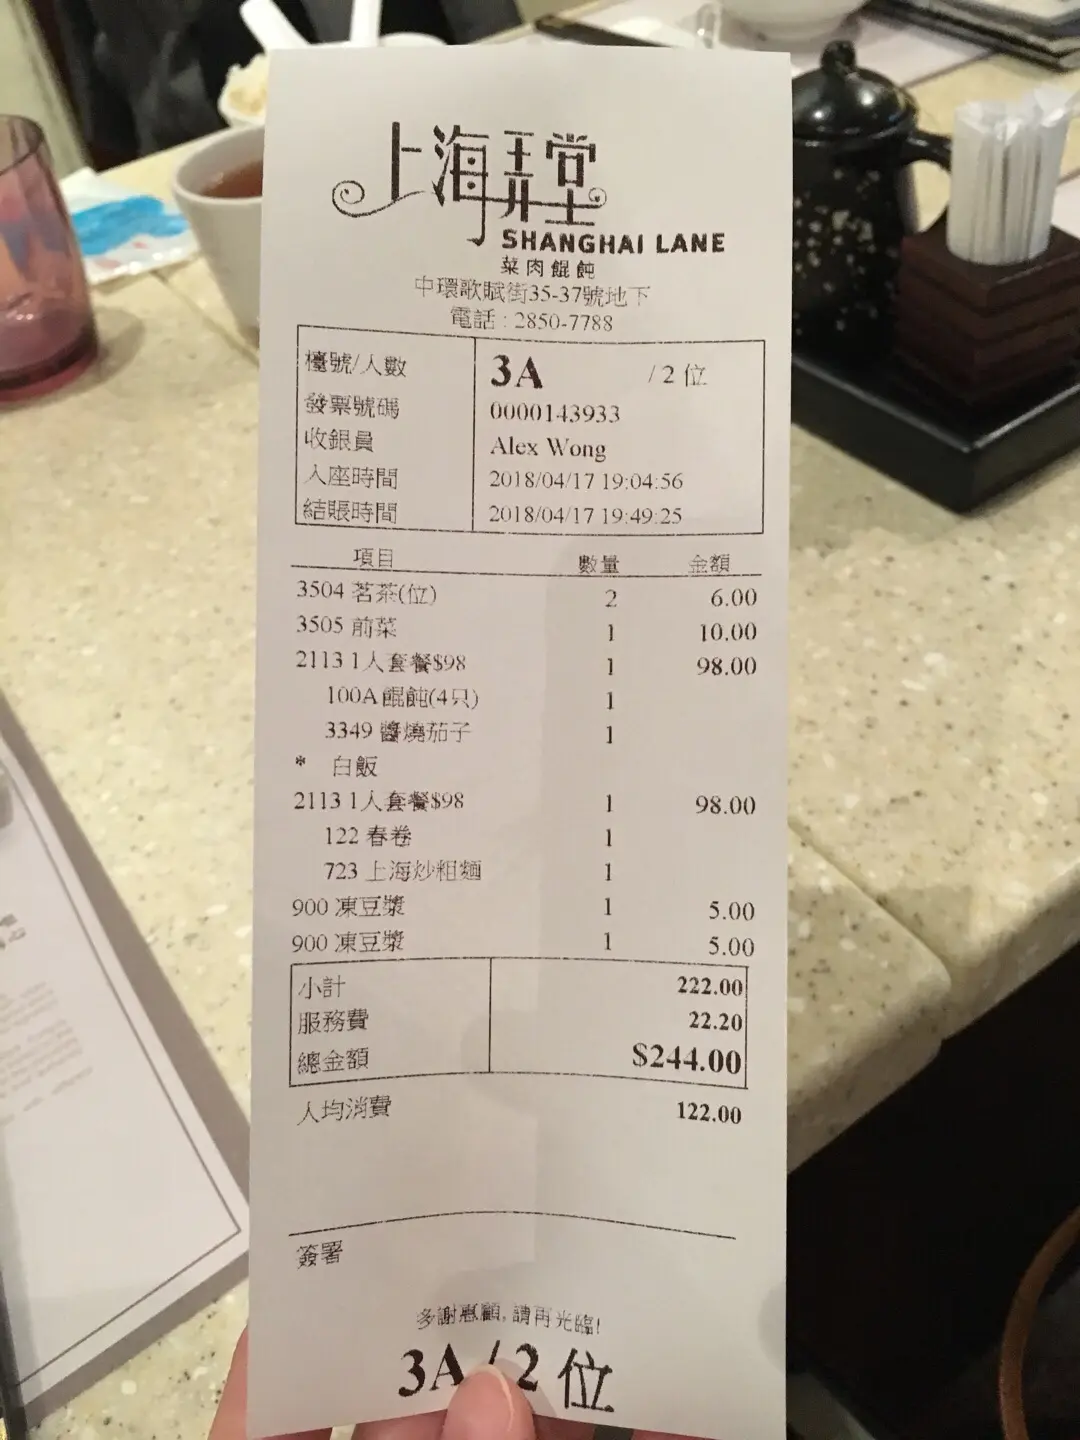 上海弄堂
SHANGHAI LANE
菜肉餛飩
中環歌賦街35-37號地下
電話 : 2850-7788
檯號/人數 3A / 2 位
發票號碼 0000143933
收銀員 Alex Wong
入座時間 2018/04/17 19:04:56
結賬時間 2018/04/17 19:49:25
項目 數量 金額
3504 茗茶(位) 2 6.00
3505 前菜 1 10.00
2113 1人套餐$98 1 98.00
100A 餛飩(4只) 1
3349 醬燒茄子 1
* 白飯
2113 1人套餐$98 1 98.00
122 春卷 1
723 上海炒粗麵 1
900 凍豆漿 1 5.00
900 凍豆漿 1 5.00
小計 222.00
服務費 22.20
總金額 $244.00
人均消費 122.00
簽署
多謝惠顧, 請再光臨!
3A / 2 位